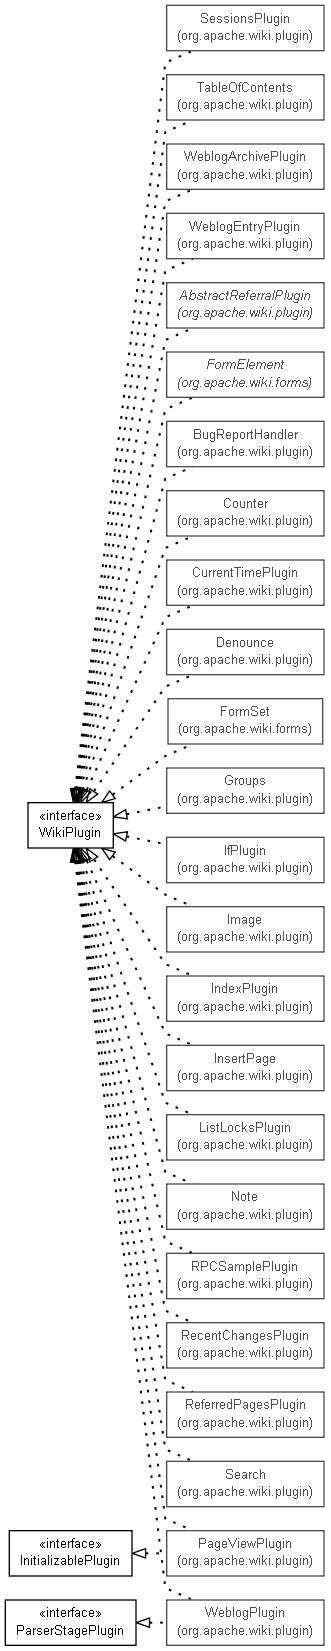 SessionsPlugin
(org.apache.wiki.plugin)
TableOfContents
(org.apache.wiki.plugin)
WeblogArchivePlugin
(org.apache.wiki.plugin)
WeblogEntryPlugin
(org.apache.wiki.plugin)
AbstractReferralPlugin
(org.apache.wiki.plugin)
FormElement
(org.apache.wiki.forms)
BugReportHandler
(org.apache.wiki.plugin)
Counter
(org.apache.wiki.plugin)
CurrentTimePlugin
(org.apache.wiki.plugin)
Denounce
(org.apache.wiki.plugin)
FormSet
(org.apache.wiki.forms)
Groups
(org.apache.wiki.plugin)
«interface»
WikiPlugin
IfPlugin
(org.apache.wiki.plugin)
Image
(org.apache.wiki.plugin)
IndexPlugin
(org.apache.wiki.plugin)
InsertPage
(org.apache.wiki.plugin)
ListLocksPlugin
(org.apache.wiki.plugin)
Note
(org.apache.wiki.plugin)
RPCSamplePlugin
(org.apache.wiki.plugin)
RecentChangesPlugin
(org.apache.wiki.plugin)
ReferredPagesPlugin
(org.apache.wiki.plugin)
Search
(org.apache.wiki.plugin)
«interface»
InitializablePlugin
PageViewPlugin
(org.apache.wiki.plugin)
«interface»
ParserStagePlugin
WeblogPlugin
(org.apache.wiki.plugin)